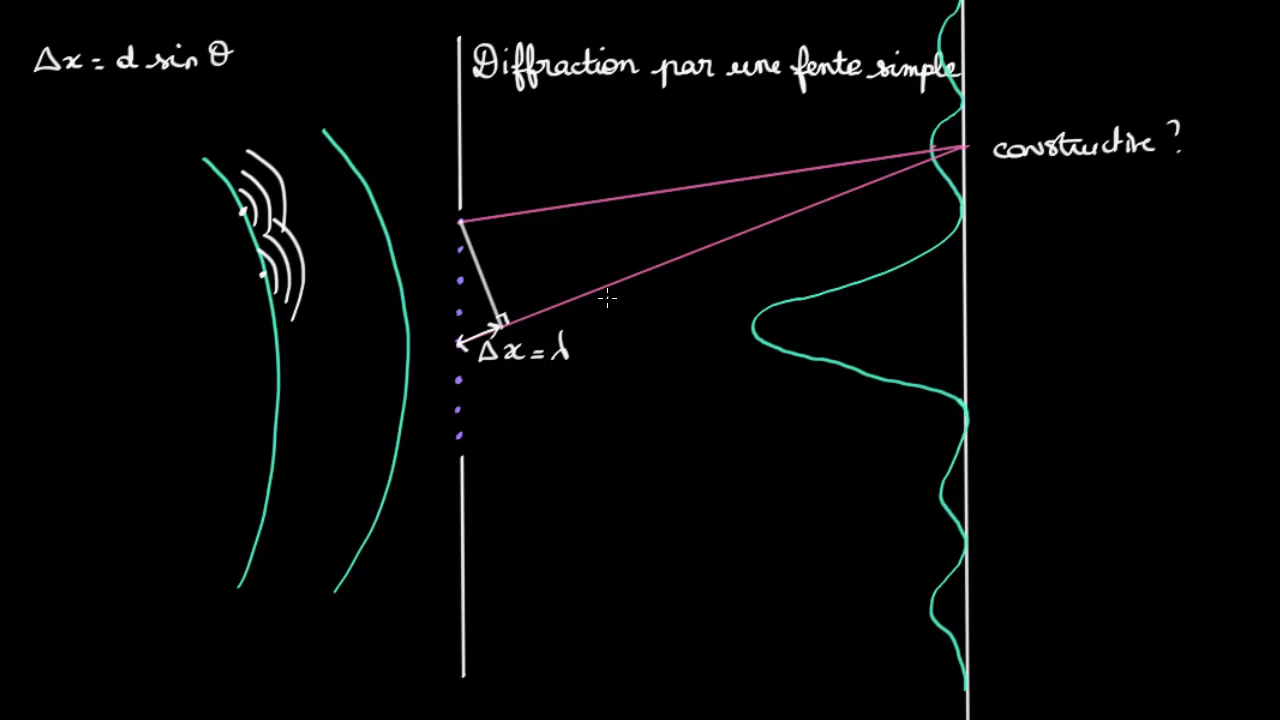 Δx = d sin θ
Diffraction par une fente simple
constructive ?
Δx = λ